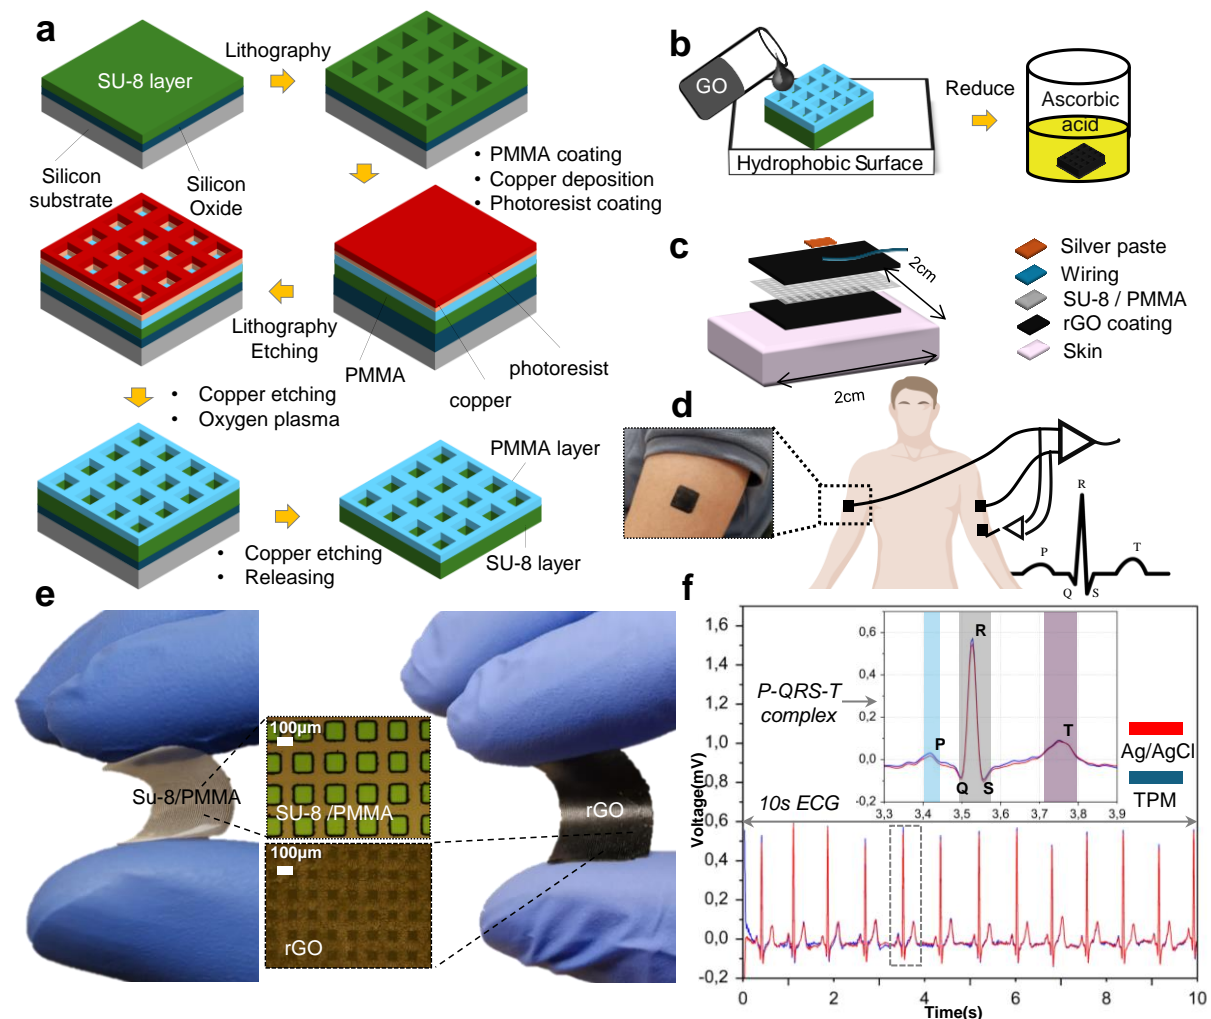 a
SU-8 layer
Lithography
Silicon
substrate
Silicon
Oxide
• PMMA coating
• Copper deposition
• Photoresist coating
Lithography
Etching
PMMA
copper
photoresist
• Copper etching
• Oxygen plasma
PMMA layer
SU-8 layer
• Copper etching
• Releasing
b
GO
Hydrophobic Surface
Reduce
Ascorbic
acid
c
2cm
2cm
Silver paste
Wiring
SU-8 / PMMA
rGO coating
Skin
d
R
P
T
Q
S
e
Su-8/PMMA
100µm
SU-8 /PMMA
100µm
rGO
rGO
f
Voltage(mV)
1,6
1,4
1,2
1,0
0,8
0,6
0,4
0,2
0,0
-0,2
0
2
4
6
8
10
Time(s)
P-QRS-T
complex
10s ECG
0,6
0,4
0,2
0,0
-0,2
3,3
3,4
3,5
3,6
3,7
3,8
3,9
R
P
Q
S
T
Ag/AgCl
TPM